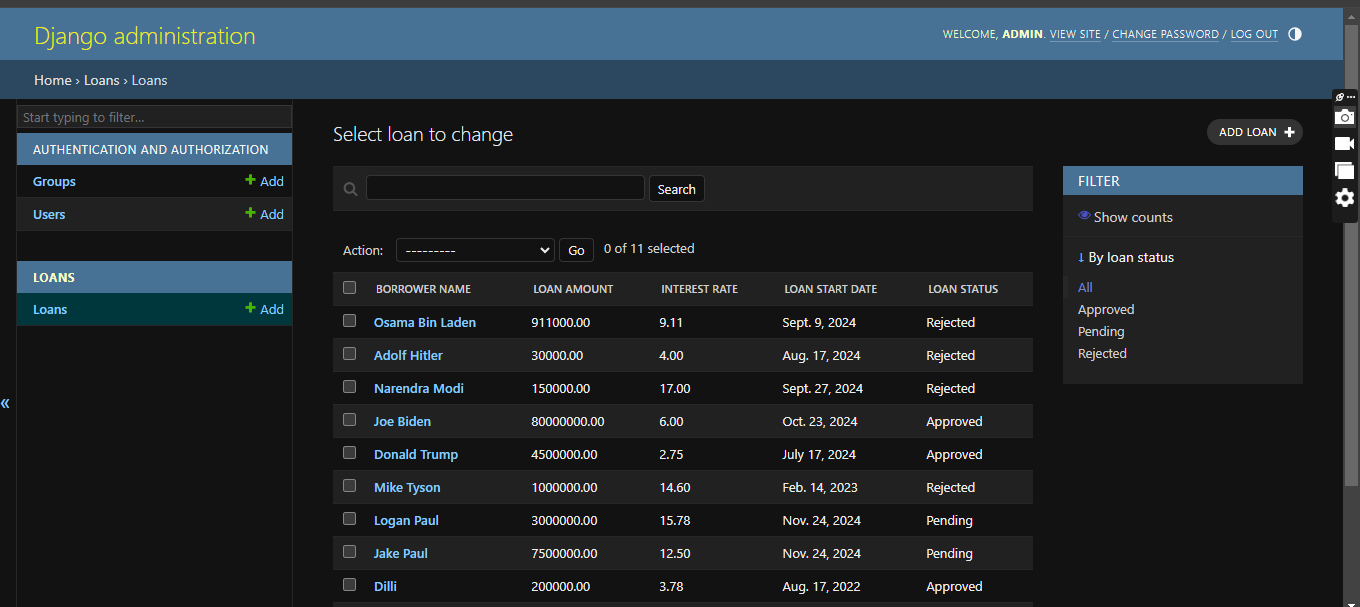 Django administration
WELCOME, ADMIN. VIEW SITE / CHANGE PASSWORD / LOG OUT
Home › Loans › Loans
Start typing to filter...
AUTHENTICATION AND AUTHORIZATION
Groups + Add
Users + Add
LOANS
Loans + Add
«
Select loan to change
ADD LOAN +
Search
Action: --------- Go 0 of 11 selected
BORROWER NAME LOAN AMOUNT INTEREST RATE LOAN START DATE LOAN STATUS
Osama Bin Laden 911000.00 9.11 Sept. 9, 2024 Rejected
Adolf Hitler 30000.00 4.00 Aug. 17, 2024 Rejected
Narendra Modi 150000.00 17.00 Sept. 27, 2024 Rejected
Joe Biden 80000000.00 6.00 Oct. 23, 2024 Approved
Donald Trump 4500000.00 2.75 July 17, 2024 Approved
Mike Tyson 1000000.00 14.60 Feb. 14, 2023 Rejected
Logan Paul 3000000.00 15.78 Nov. 24, 2024 Pending
Jake Paul 7500000.00 12.50 Nov. 24, 2024 Pending
Dilli 200000.00 3.78 Aug. 17, 2022 Approved
FILTER
Show counts
↓ By loan status
All
Approved
Pending
Rejected